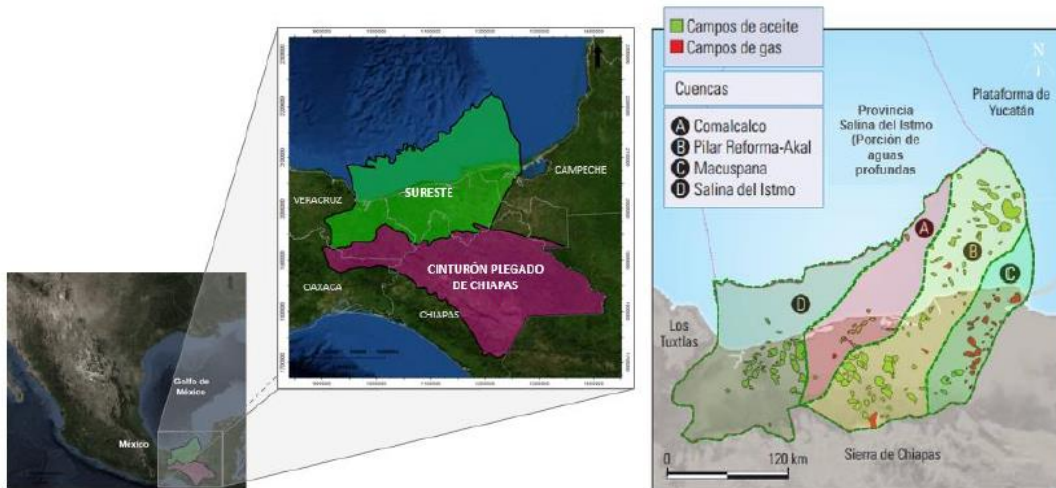 Golfo de
México
México
SURESTE
CAMPECHE
VERACRUZ
CINTURÓN PLEGADO
DE CHIAPAS
OAXACA
CHIAPAS
Campos de aceite
Campos de gas
Cuencas
A Comalcalco
B Pilar Reforma-Akal
C Macuspana
D Salina del Istmo
N
Plataforma de
Yucatán
Provincia
Salina del Istmo
(Porción de
aguas
profundas
A
B
C
D
Los
Tuxtlas
Sierra de Chiapas
0 120 km